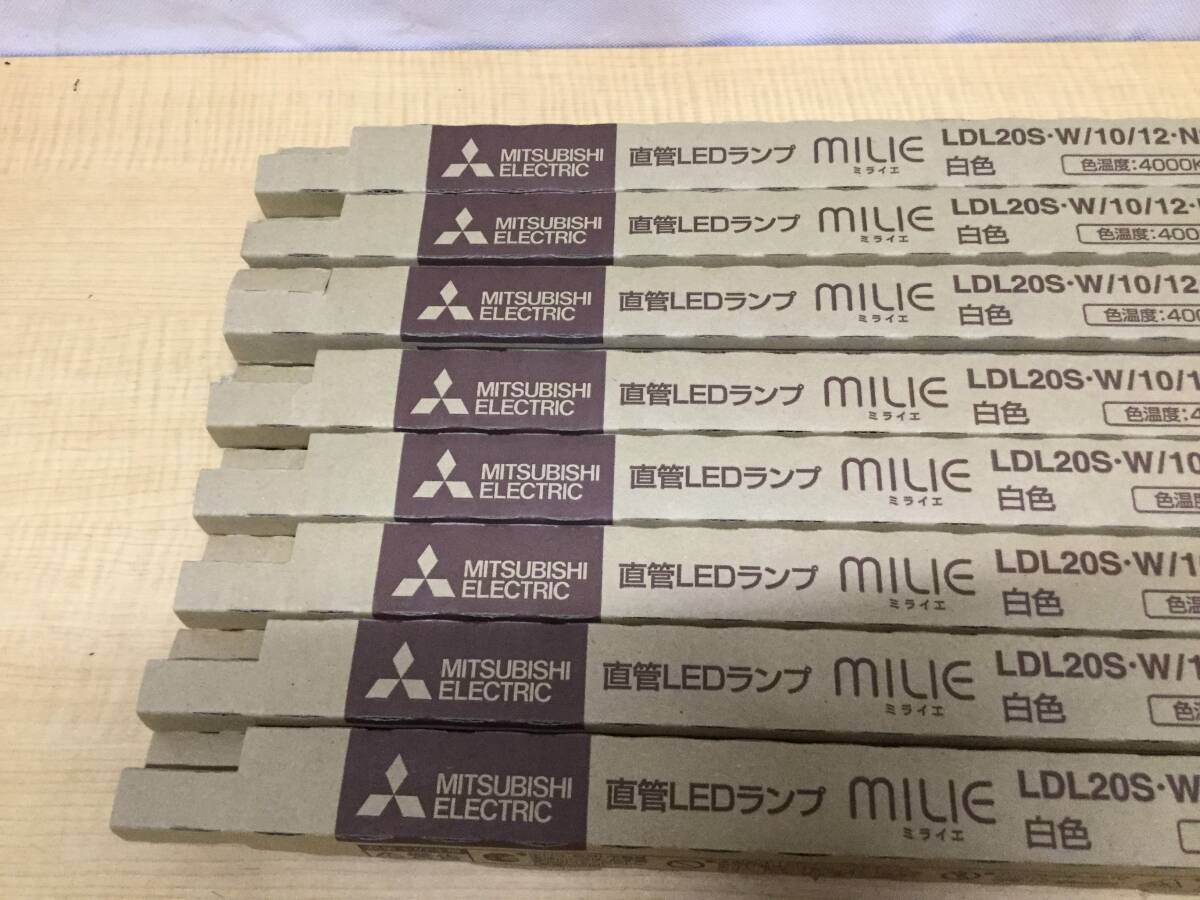 MITSUBISHI ELECTRIC 直管LEDランプ MILIE ミライエ LDL20S·W/10/12·N
白色 色温度:4000K
MITSUBISHI ELECTRIC 直管LEDランプ MILIE ミライエ LDL20S·W/10/12·
白色 色温度:400
MITSUBISHI ELECTRIC 直管LEDランプ MILIE ミライエ LDL20S·W/10/12
白色 色温度:40
MITSUBISHI ELECTRIC 直管LEDランプ MILIE ミライエ LDL20S·W/10/1
白色 色温度:4
MITSUBISHI ELECTRIC 直管LEDランプ MILIE ミライエ LDL20S·W/10
白色 色温
MITSUBISHI ELECTRIC 直管LEDランプ MILIE ミライエ LDL20S·W/1
白色 色温
MITSUBISHI ELECTRIC 直管LEDランプ MILIE ミライエ LDL20S·W/1
白色 色
MITSUBISHI ELECTRIC 直管LEDランプ MILIE ミライエ LDL20S·W
白色